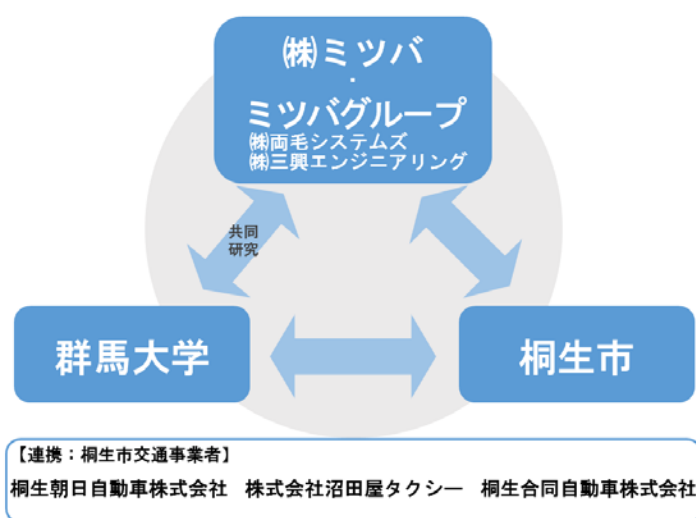 ㈱ミツバ
・
ミツバグループ
㈱両毛システムズ
㈱三興エンジニアリング
共同
研究
群馬大学
桐生市
【連携：桐生市交通事業者】
桐生朝日自動車株式会社　株式会社沼田屋タクシー　桐生合同自動車株式会社